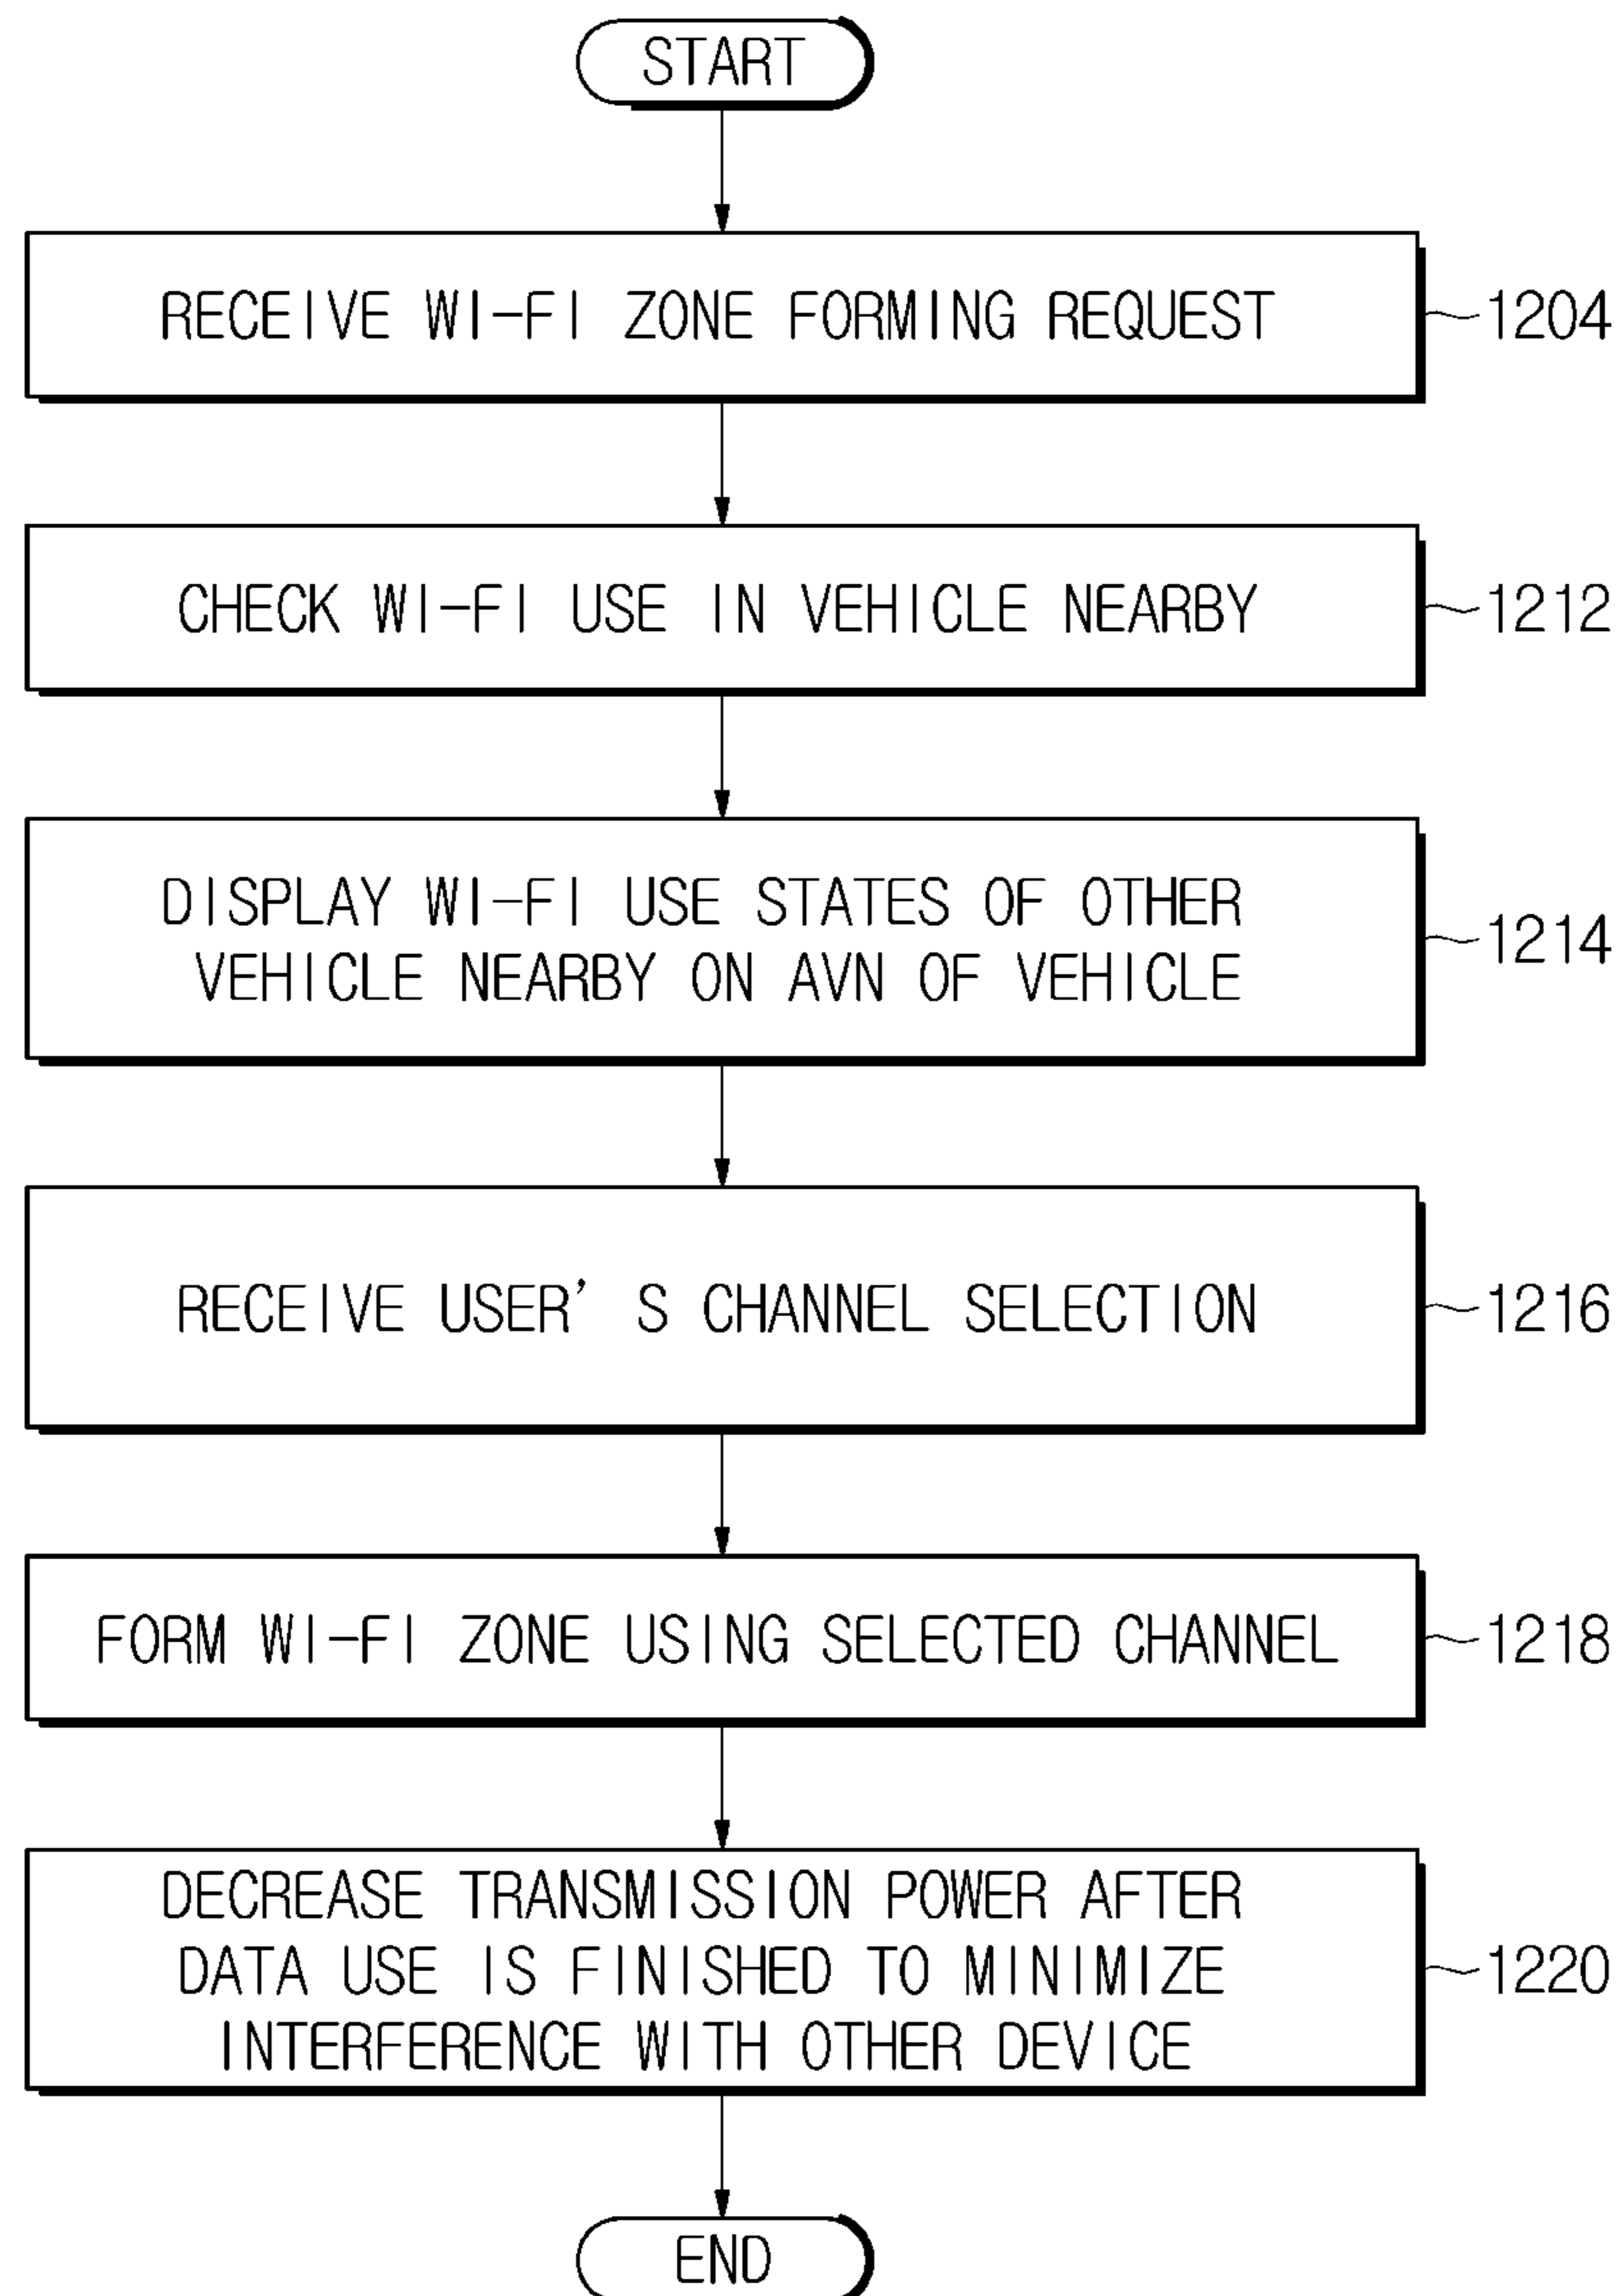 START
RECEIVE WI-FI ZONE FORMING REQUEST
1204
CHECK WI-FI USE IN VEHICLE NEARBY
1212
DISPLAY WI-FI USE STATES OF OTHER
VEHICLE NEARBY ON AVN OF VEHICLE
1214
RECEIVE USER'S CHANNEL SELECTION
1216
FORM WI-FI ZONE USING SELECTED CHANNEL
1218
DECREASE TRANSMISSION POWER AFTER
DATA USE IS FINISHED TO MINIMIZE
INTERFERENCE WITH OTHER DEVICE
1220
END